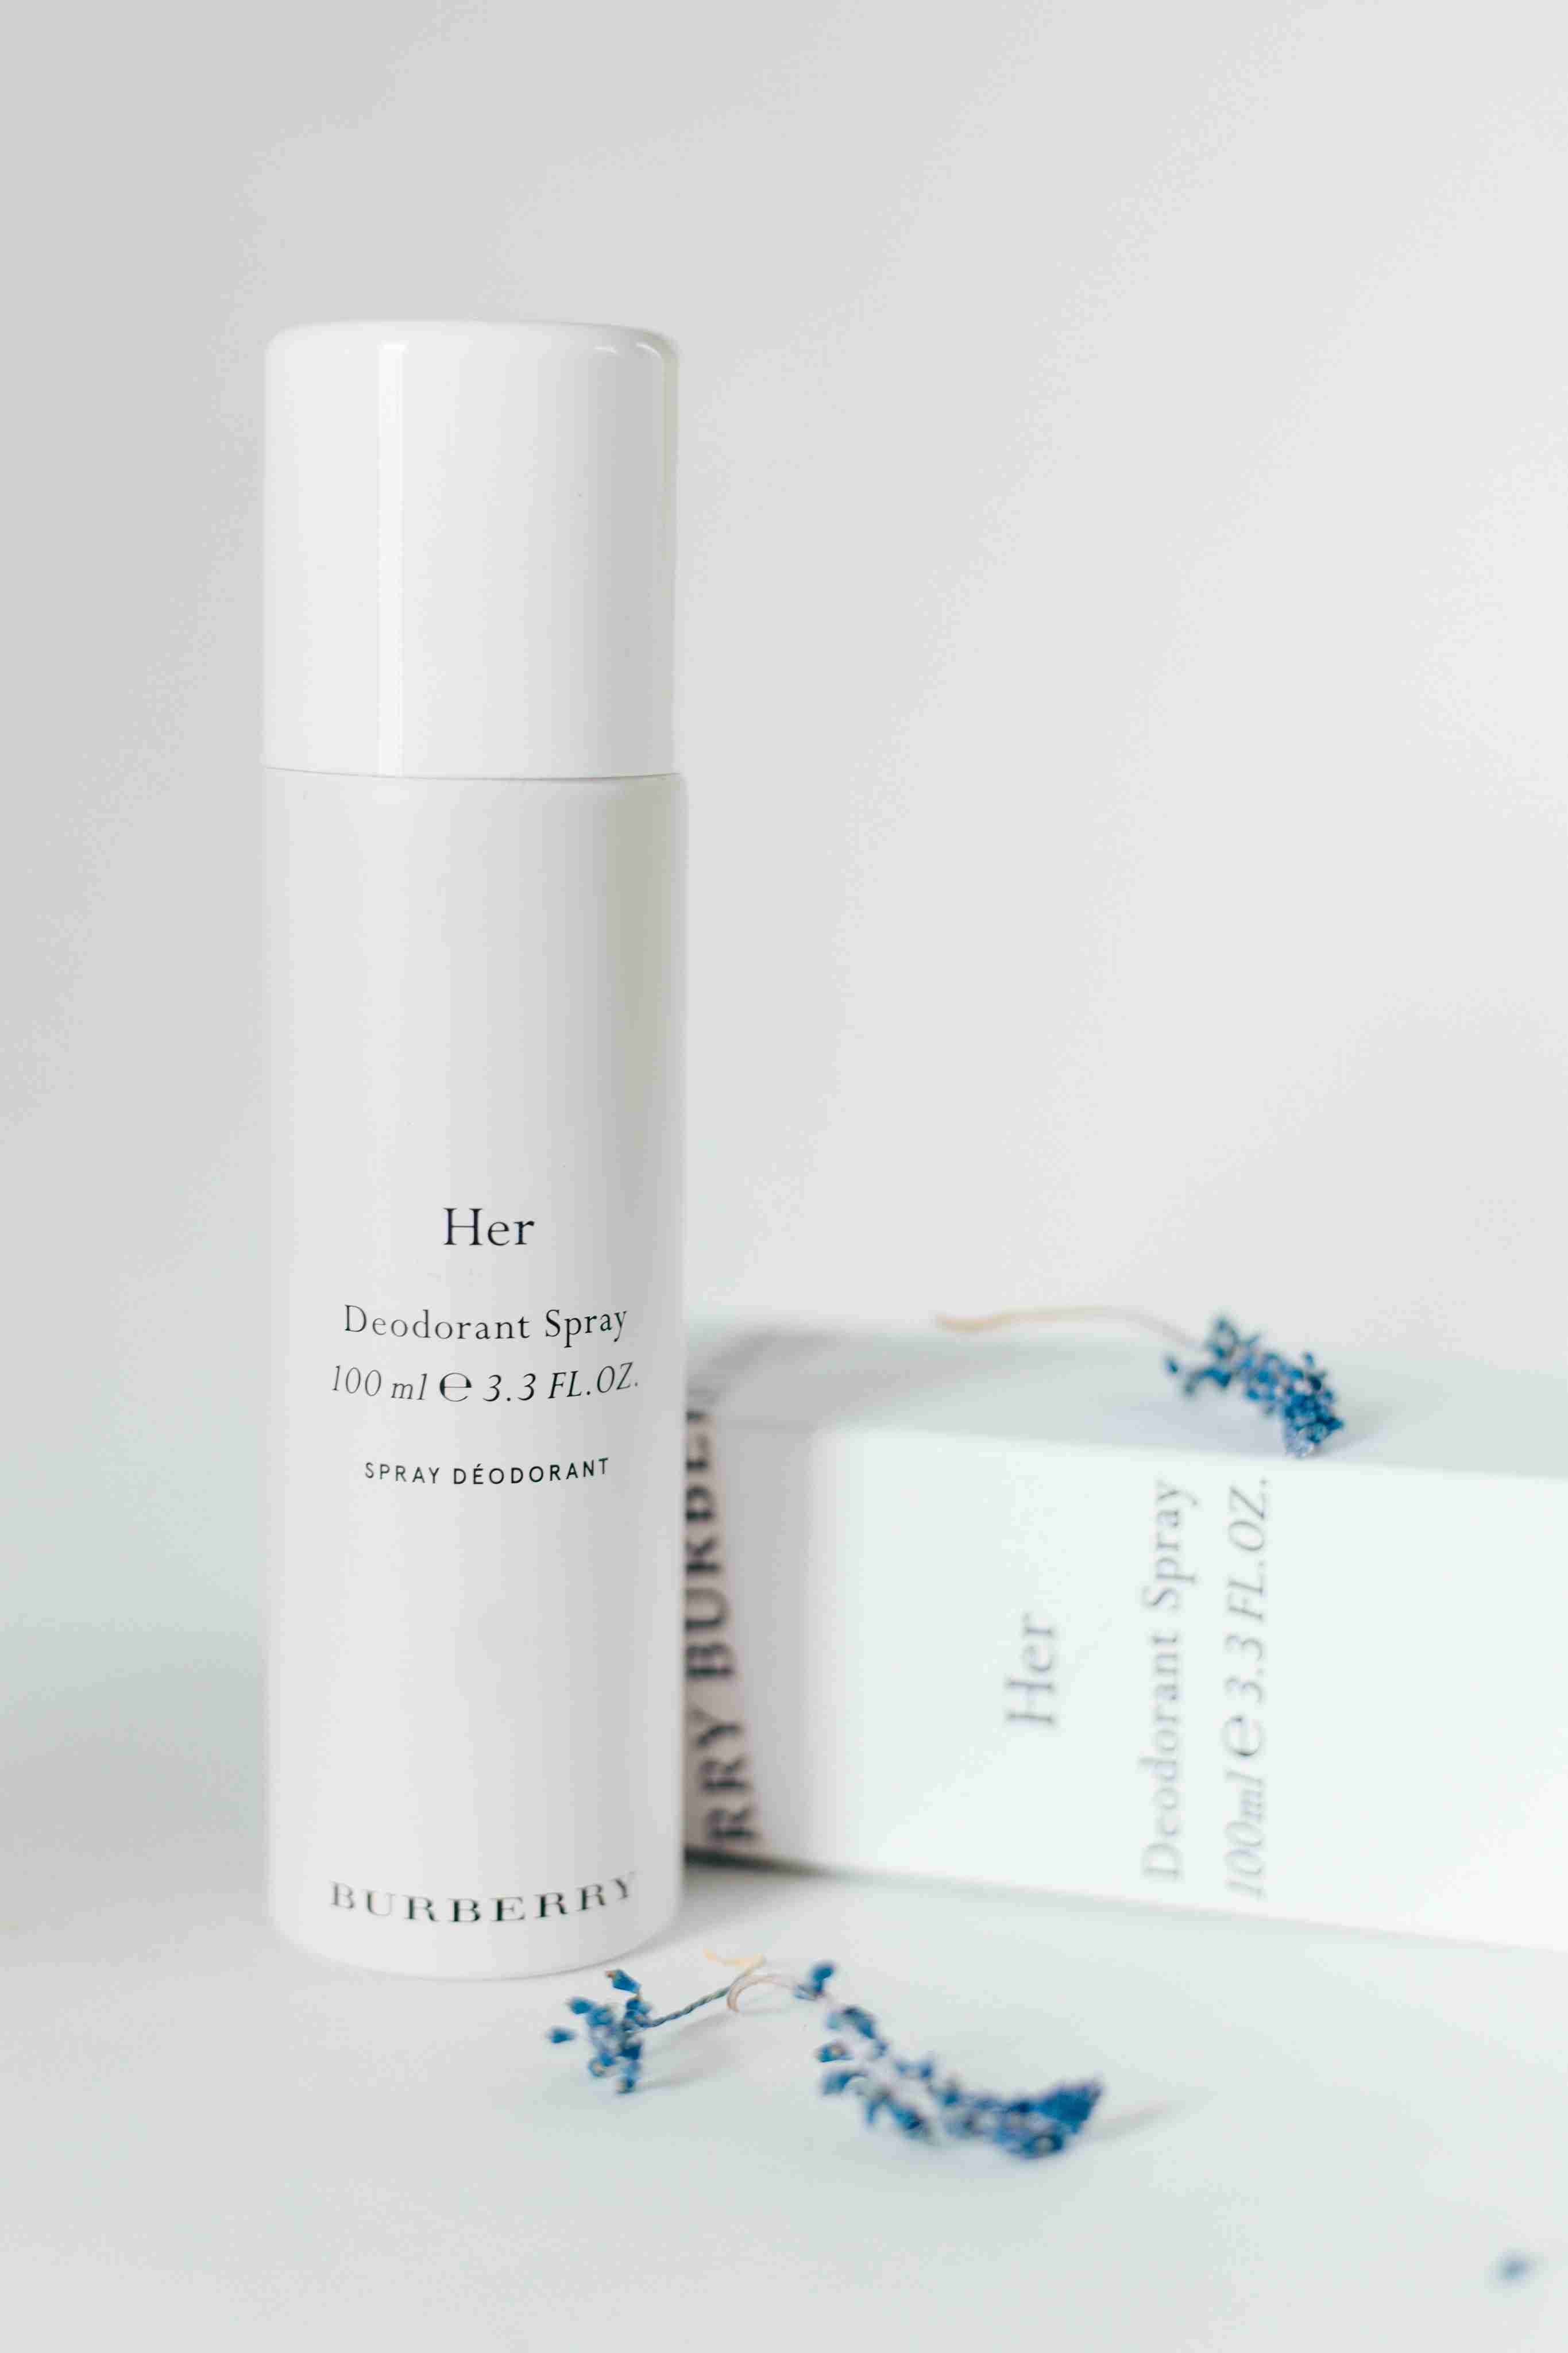 Her
Deodorant Spray
100 ml ℮ 3.3 FL.OZ.
SPRAY DÉODORANT
BURBERRY
RRY BURBER
Her
Deodorant Spray
100ml ℮ 3.3 FL.OZ.